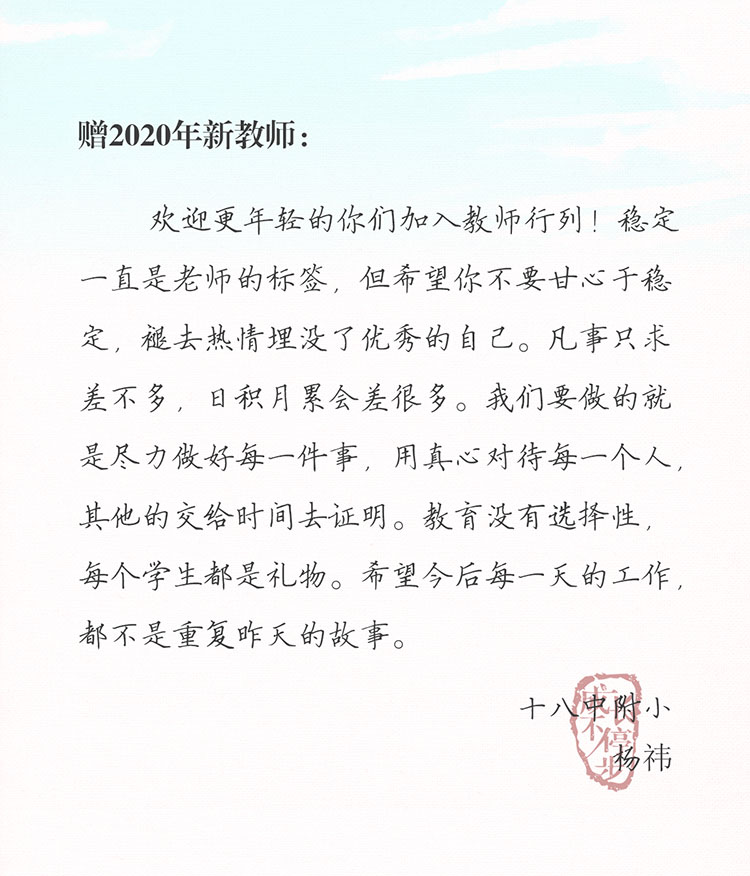 赠2020年新教师：
欢迎更年轻的你们加入教师行列！稳定
一直是老师的标签，但希望你不要甘心于稳
定，褪去热情埋没了优秀的自己。凡事只求
差不多，日积月累会差很多。我们要做的就
是尽力做好每一件事，用真心对待每一个人，
其他的交给时间去证明。教育没有选择性，
每个学生都是礼物。希望今后每一天的工作，
都不是重复昨天的故事。
十八中附小
杨祎
成长
不停
步